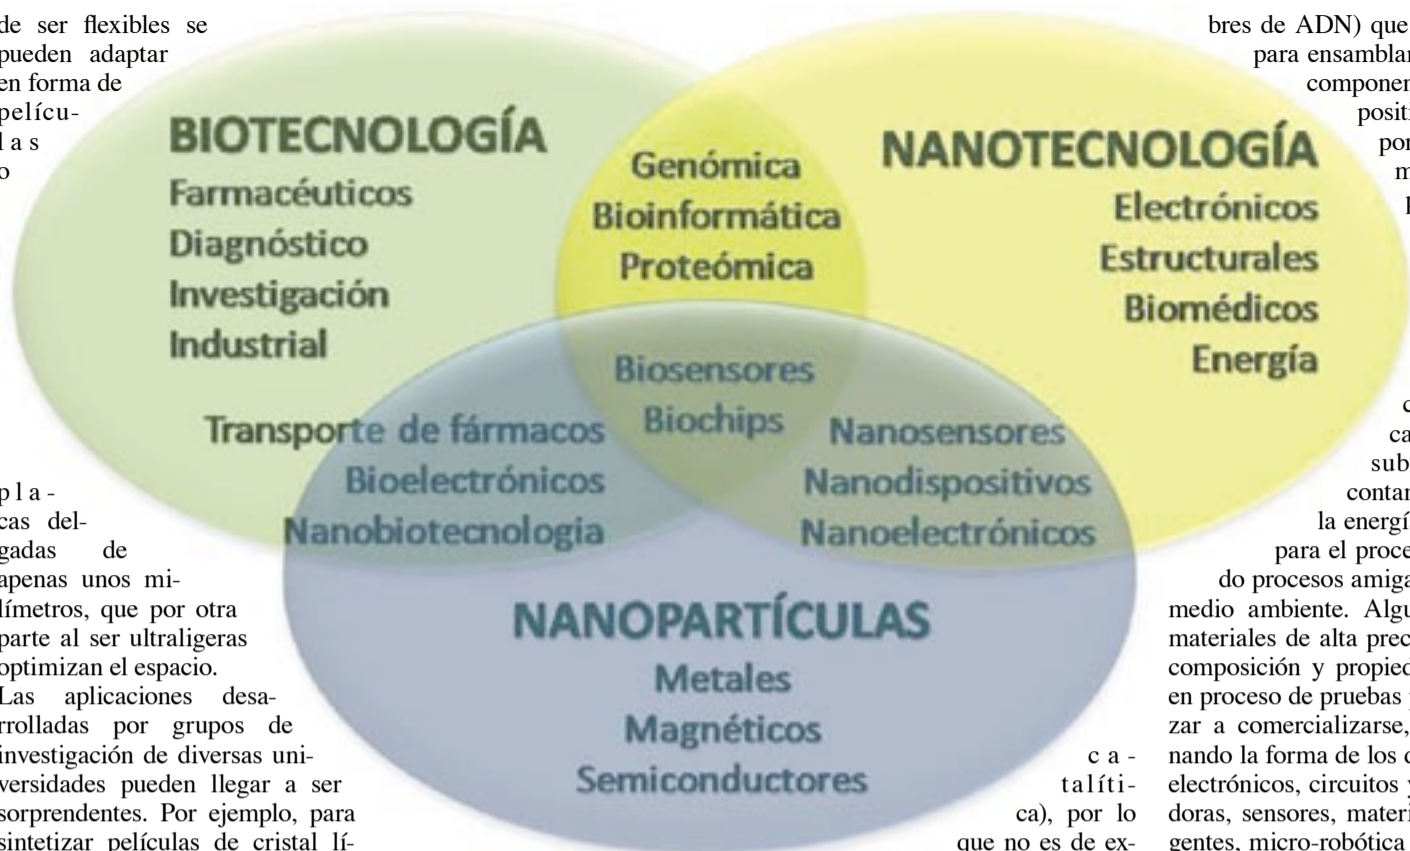 de ser flexibles se
pueden adaptar
en forma de
pelícu-
las
o
BIOTECNOLOGÍA
Farmacéuticos
Diagnóstico
Investigación
Industrial
Genómica
Bioinformática
Proteómica
NANOTECNOLOGÍA
Electrónicos
Estructurales
Biomédicos
Energía
Biosensores
Biochips
Transporte de fármacos
Bioelectrónicos
Nanobiotecnologia
Nanosensores
Nanodispositivos
Nanoelectrónicos
NANOPARTÍCULAS
Metales
Magnéticos
Semiconductores
pla-
cas del-
gadas de
apenas unos mi-
límetros, que por otra
parte al ser ultraligeras
optimizan el espacio.
Las aplicaciones desa-
rrolladas por grupos de
investigación de diversas uni-
versidades pueden llegar a ser
sorprendentes. Por ejemplo, para
sintetizar películas de cristal lí-
ca-
talíti-
ca), por lo
que no es de ex-
bres de ADN) que
para ensamblar
componen
positi
por
m
c
ca
sub
contan
la energí
para el proce
do procesos amiga
medio ambiente. Algu
materiales de alta prec
composición y propied
en proceso de pruebas
zar a comercializarse,
nando la forma de los
electrónicos, circuitos
doras, sensores, materi
gentes, micro-robótica